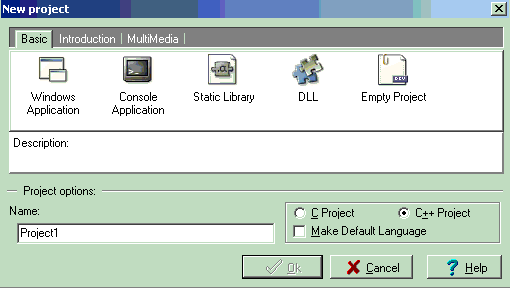 New project
Basic Introduction MultiMedia
Windows Application
Console Application
Static Library
DLL
DEV
Empty Project
Description:
Project options:
Name:
Project1
C Project
C++ Project
Make Default Language
Ok
Cancel
? Help